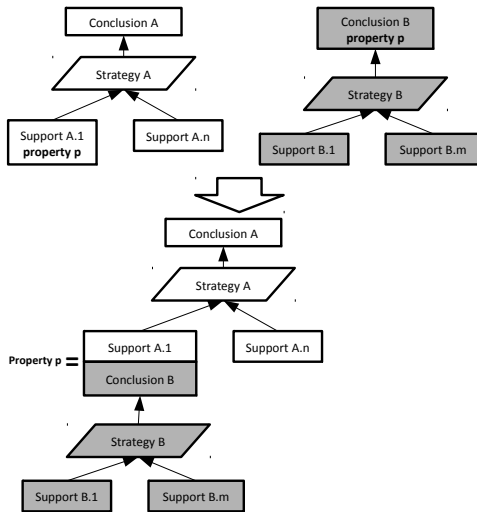 Conclusion A
Strategy A
Support A.1
property p
Support A.n
Conclusion B
property p
Strategy B
Support B.1
Support B.m
Conclusion A
Strategy A
Property p =
Support A.1
Support A.n
Conclusion B
Strategy B
Support B.1
Support B.m